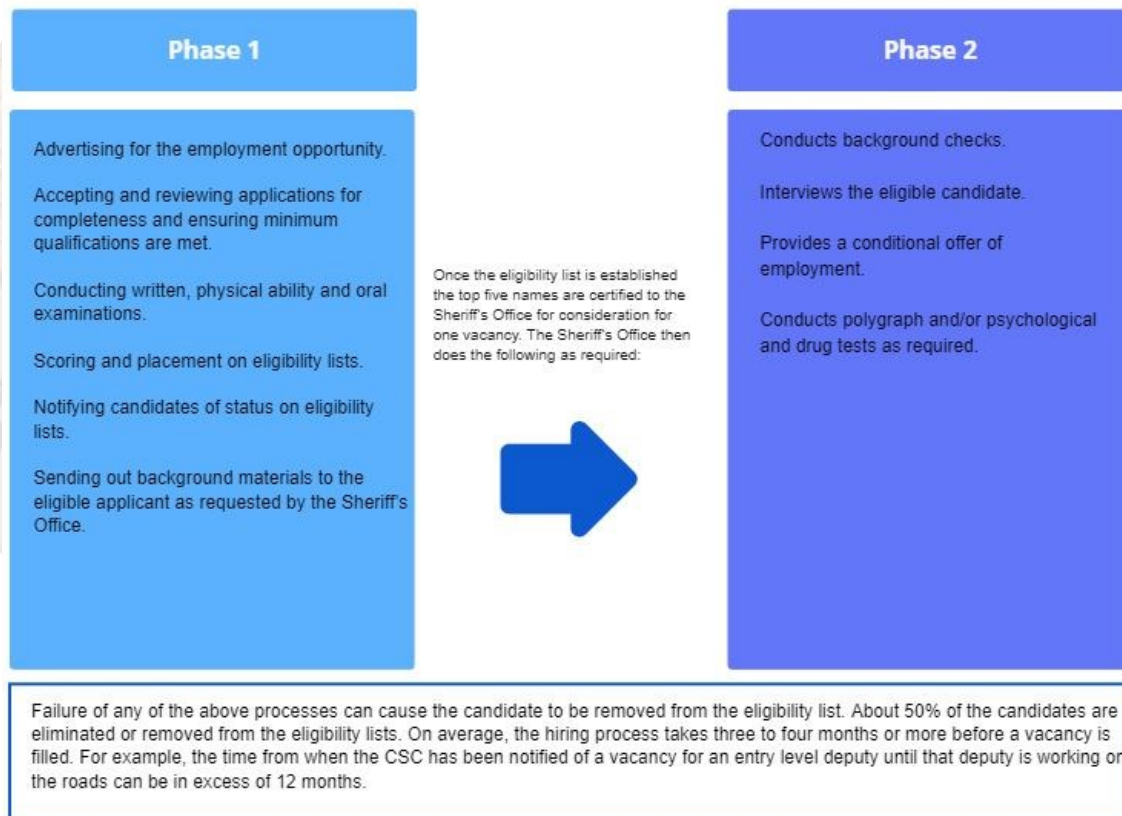 Phase 1
Advertising for the employment opportunity.
Accepting and reviewing applications for
completeness and ensuring minimum
qualifications are met.
Conducting written, physical ability and oral
examinations.
Scoring and placement on eligibility lists.
Notifying candidates of status on eligibility
lists.
Sending out background materials to the
eligible applicant as requested by the Sheriff's
Office.
Once the eligibility list is established
the top five names are certified to the
Sheriff's Office for consideration for
one vacancy. The Sheriff's Office then
does the following as required:
Phase 2
Conducts background checks.
Interviews the eligible candidate.
Provides a conditional offer of
employment.
Conducts polygraph and/or psychological
and drug tests as required.
Failure of any of the above processes can cause the candidate to be removed from the eligibility list. About 50% of the candidates are
eliminated or removed from the eligibility lists. On average, the hiring process takes three to four months or more before a vacancy is
filled. For example, the time from when the CSC has been notified of a vacancy for an entry level deputy until that deputy is working on
the roads can be in excess of 12 months.